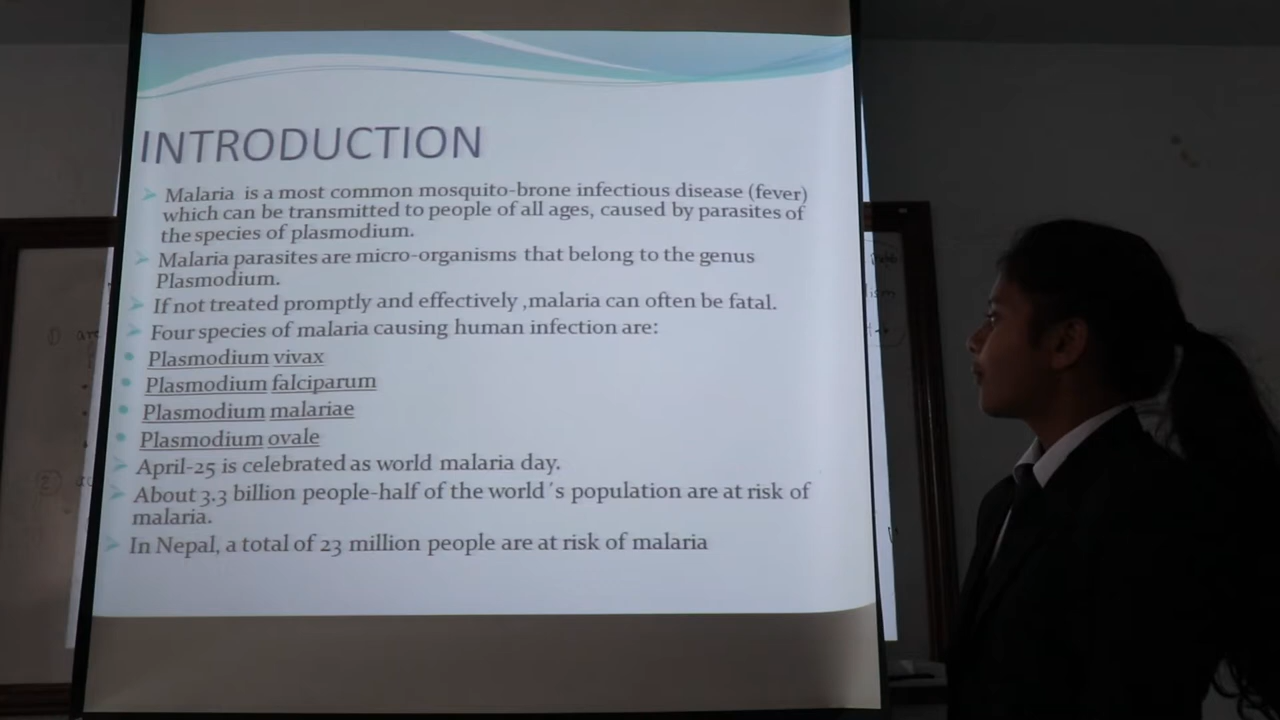 INTRODUCTION
Malaria is a most common mosquito-brone infectious disease (fever)
which can be transmitted to people of all ages, caused by parasites of
the species of plasmodium.
Malaria parasites are micro-organisms that belong to the genus
Plasmodium.
If not treated promptly and effectively ,malaria can often be fatal.
Four species of malaria causing human infection are:
Plasmodium vivax
Plasmodium falciparum
Plasmodium malariae
Plasmodium ovale
April-25 is celebrated as world malaria day.
About 3.3 billion people-half of the world´s population are at risk of
malaria.
In Nepal, a total of 23 million people are at risk of malaria